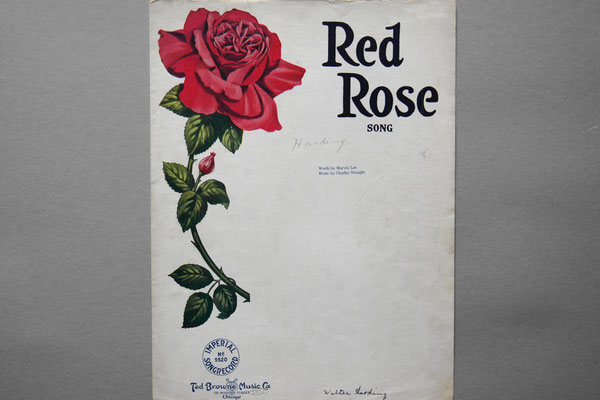 Red
Rose
SONG
Harding
Words by Marvin Lee
Music by Charley Straight
IMPERIAL
No
5520
SONGRECORD
Ted Browne Music Co
Chicago
Walter Harding